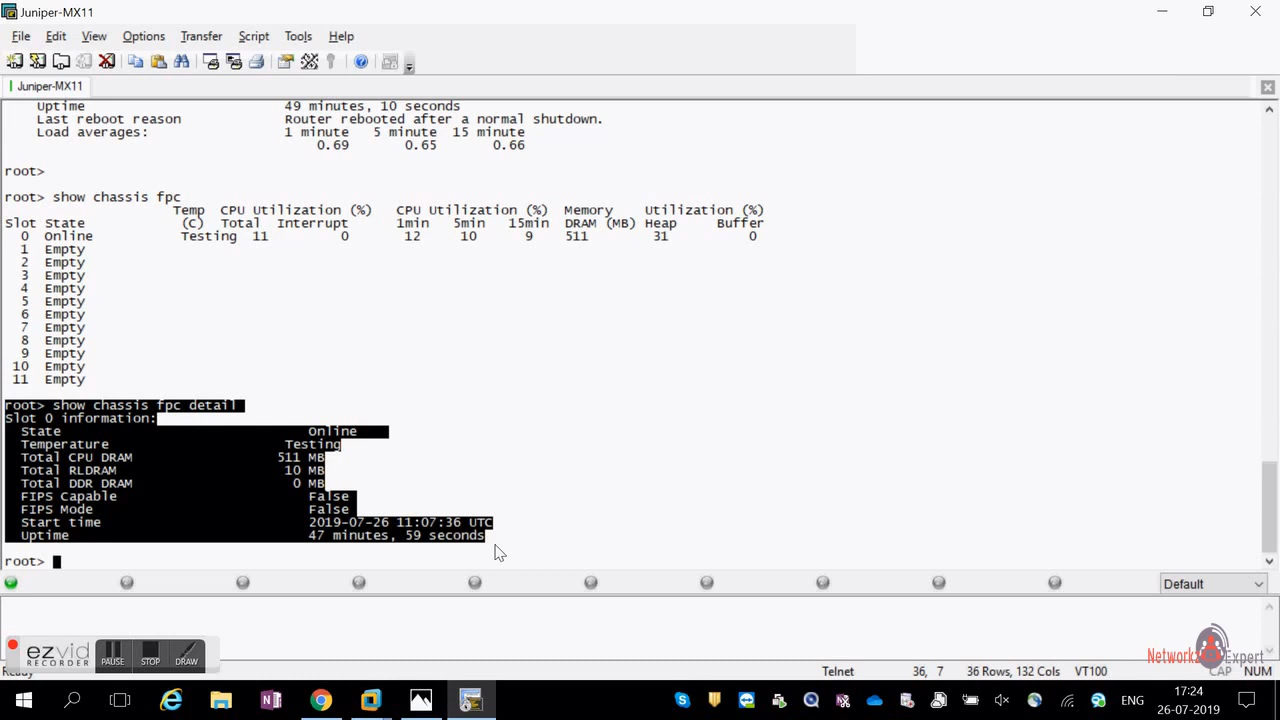 Juniper-MX11
File Edit View Options Transfer Script Tools Help
Juniper-MX11
Uptime 49 minutes, 10 seconds
Last reboot reason Router rebooted after a normal shutdown.
Load averages: 1 minute 5 minute 15 minute
0.69 0.65 0.66
root>
root> show chassis fpc
Temp CPU Utilization (%) CPU Utilization (%) Memory Utilization (%)
Slot State (C) Total Interrupt 1min 5min 15min DRAM (MB) Heap Buffer
0 Online Testing 11 0 12 10 9 511 31 0
1 Empty
2 Empty
3 Empty
4 Empty
5 Empty
6 Empty
7 Empty
8 Empty
9 Empty
10 Empty
11 Empty
root> show chassis fpc detail
Slot 0 information:
State Online
Temperature Testing
Total CPU DRAM 511 MB
Total RLDRAM 10 MB
Total DDR DRAM 0 MB
FIPS Capable False
FIPS Mode False
Start time 2019-07-26 11:07:36 UTC
Uptime 47 minutes, 59 seconds
root>
Default
ezvid
RECORDER
PAUSE STOP DRAW
Ready Telnet 36, 7 36 Rows, 132 Cols VT100 CAP NUM
ENG
17:24
26-07-2019